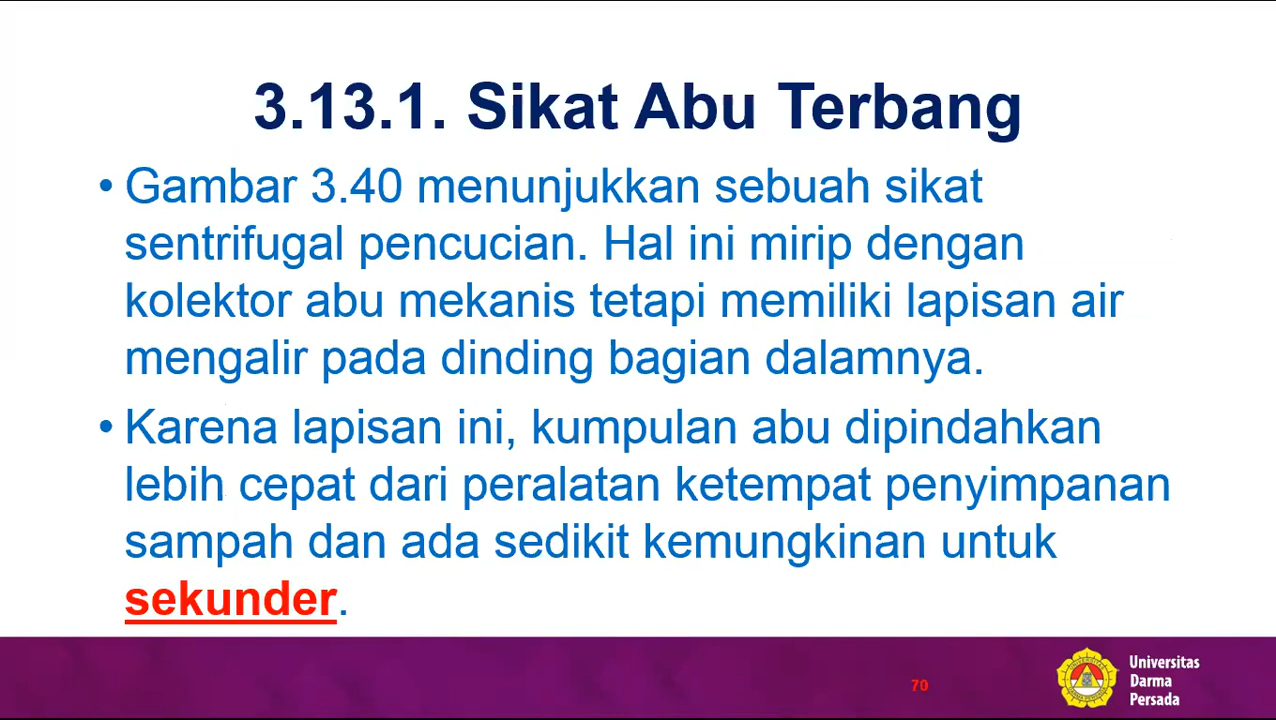 3.13.1. Sikat Abu Terbang
• Gambar 3.40 menunjukkan sebuah sikat
sentrifugal pencucian. Hal ini mirip dengan
kolektor abu mekanis tetapi memiliki lapisan air
mengalir pada dinding bagian dalamnya.
• Karena lapisan ini, kumpulan abu dipindahkan
lebih cepat dari peralatan ketempat penyimpanan
sampah dan ada sedikit kemungkinan untuk
sekunder.
70
Universitas
Darma
Persada